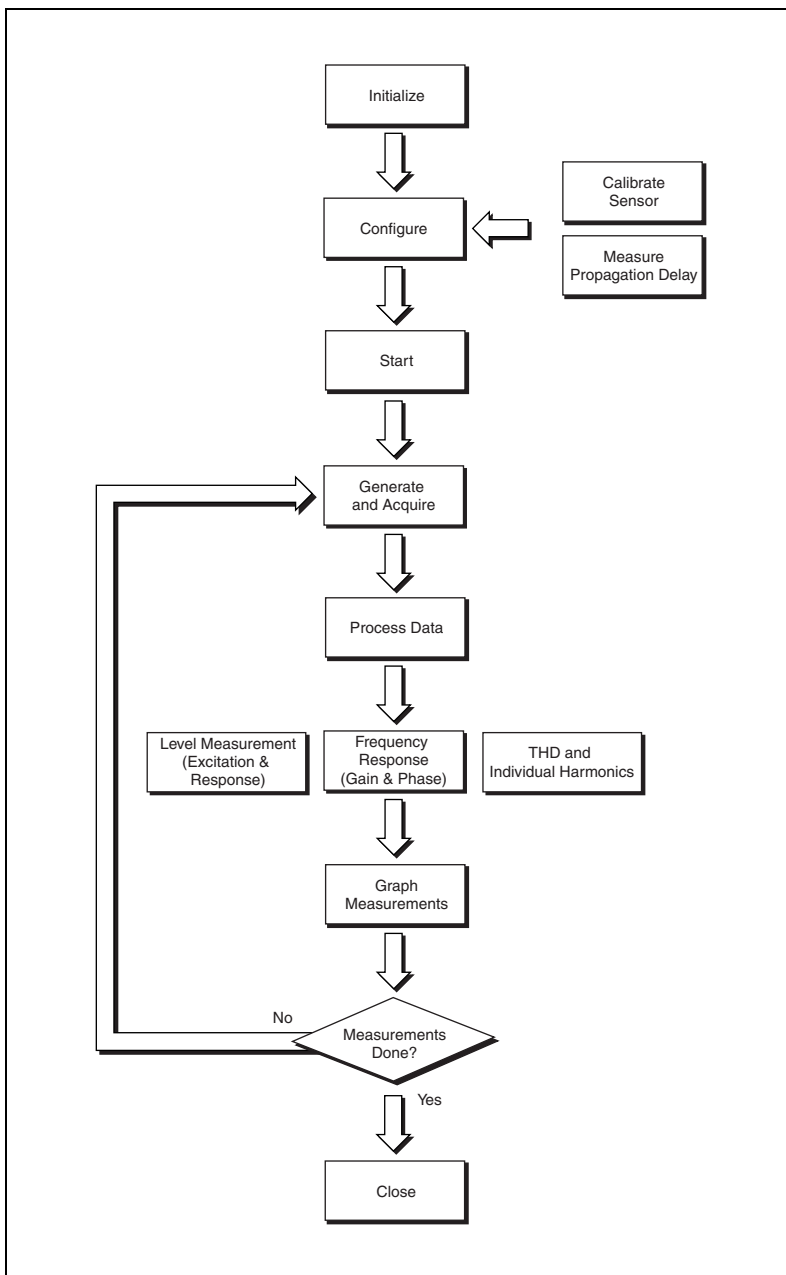 Initialize
Calibrate
Sensor
Configure
Measure
Propagation Delay
Start
Generate
and Acquire
Process Data
Level Measurement
(Excitation &
Response)
Frequency
Response
(Gain & Phase)
THD and
Individual Harmonics
Graph
Measurements
No
Measurements
Done?
Yes
Close